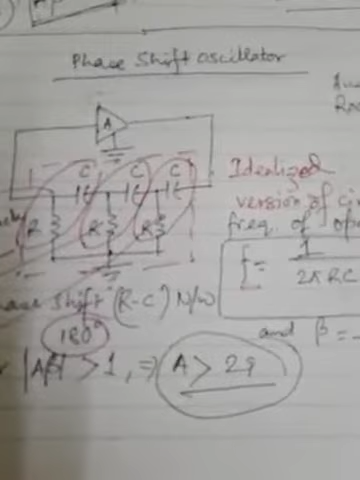 Phase Shift Oscillator
A
C C C
R R R
Idealized
version of
freq. of
f = 1
2π RC
Phase Shift (R-C) N/W
180°
and β = -
|Aβ| > 1, ⇒ A > 29